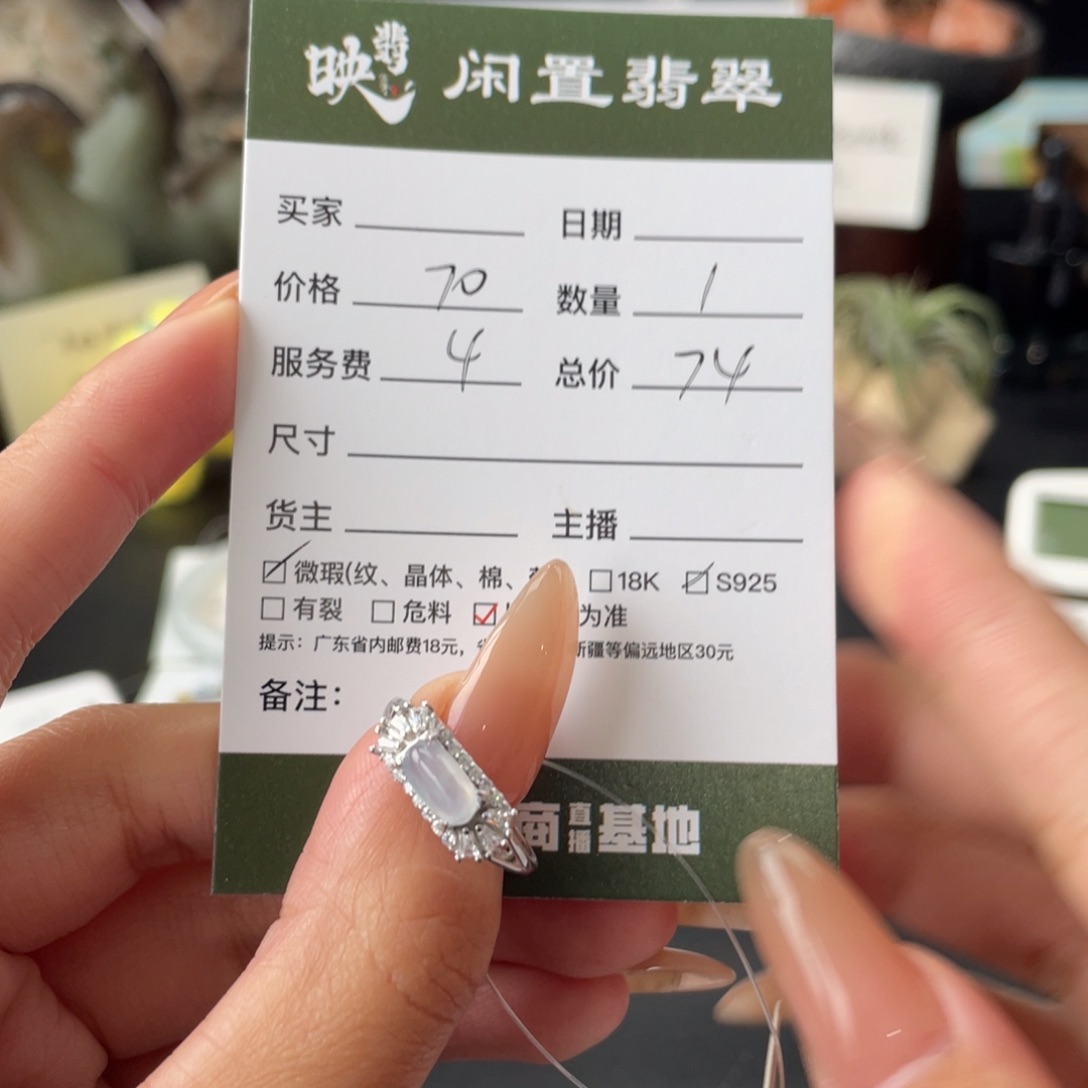 映翡 闲置翡翠
买家 日期
价格 70 数量 1
服务费 4 总价 74
尺寸
货主 主播
微瑕(纹、晶体、棉、 18K S925
有裂 危料 为准
提示：广东省内邮费18元， 新疆等偏远地区30元
备注：
商直播基地